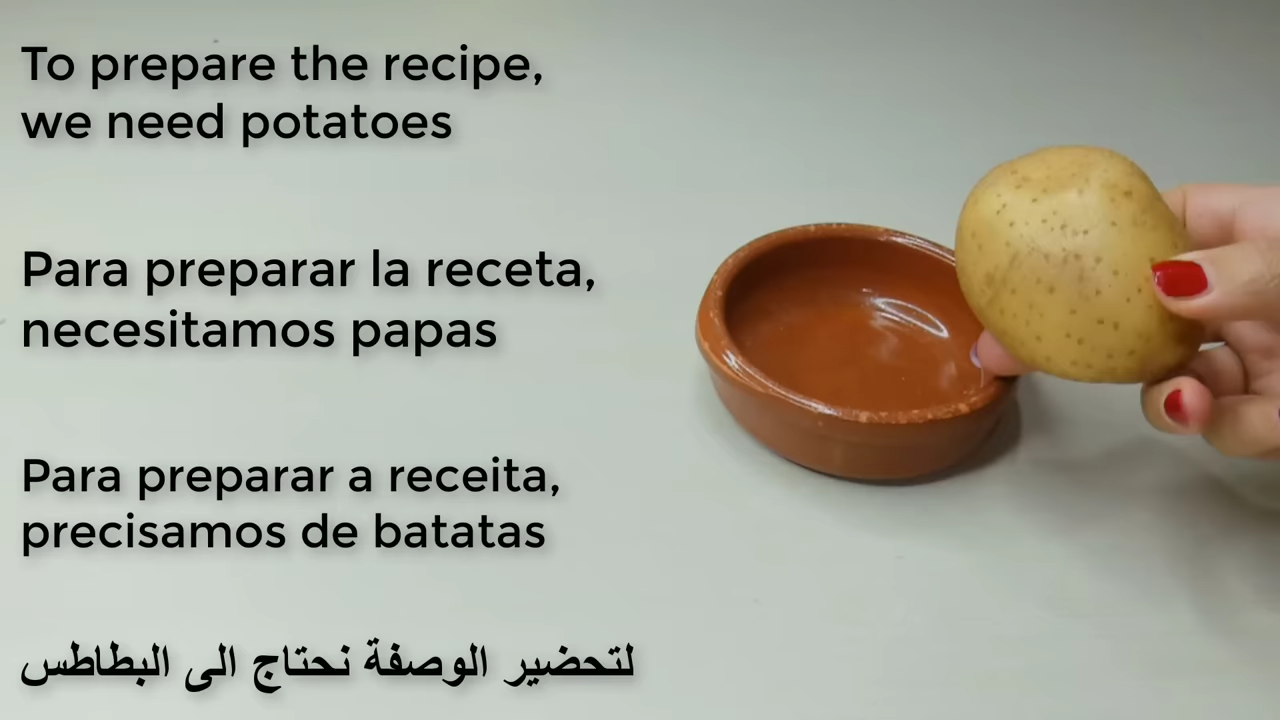 To prepare the recipe,
we need potatoes
Para preparar la receta,
necesitamos papas
Para preparar a receita,
precisamos de batatas
لتحضير الوصفة نحتاج الى البطاطس